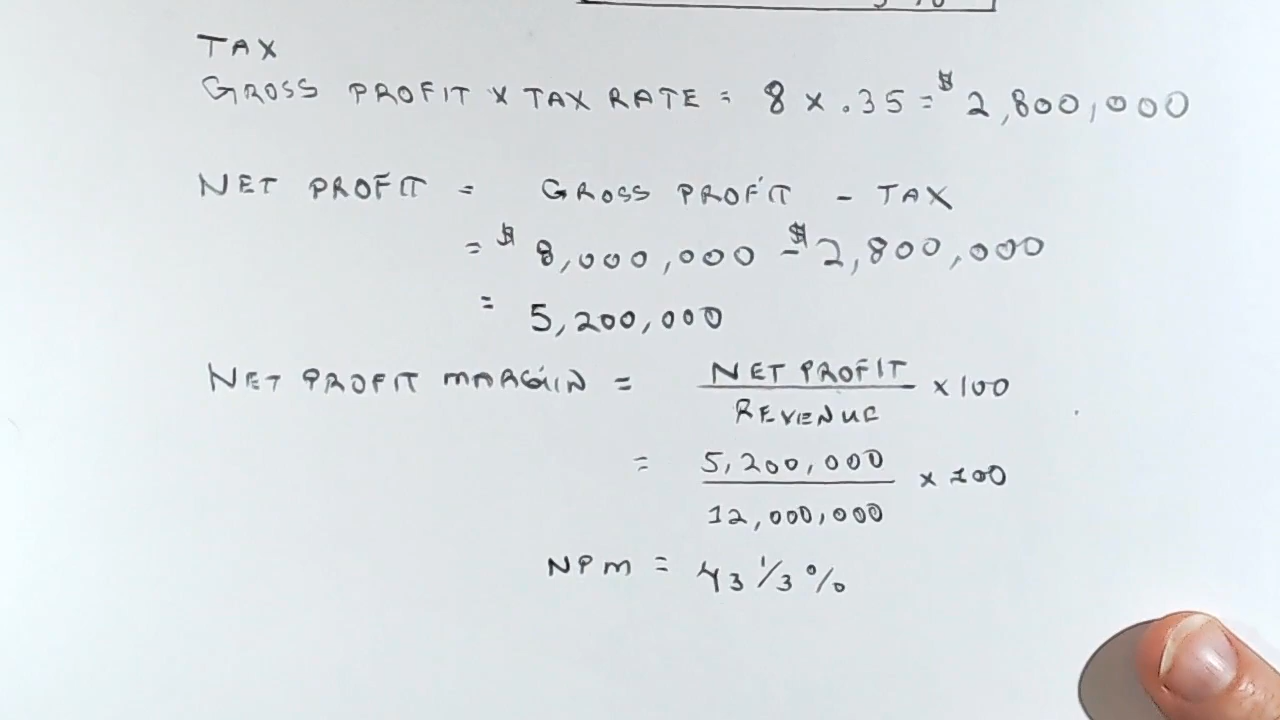 TAX
GROSS PROFIT X TAX RATE = 8 X .35 = $2,800,000
NET PROFIT = GROSS PROFIT - TAX
= $8,000,000 - $2,800,000
= 5,200,000
NET PROFIT MARGIN = NET PROFIT / REVENUE X 100
= 5,200,000 / 12,000,000 X 100
NPM = 43 1/3 %